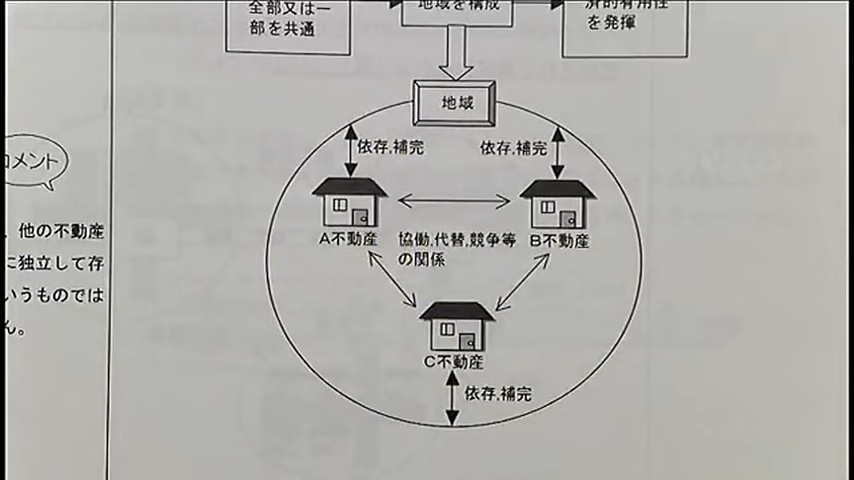 全部又は一
部を共通
地域を構成
済的有用性
を発揮
地域
依存,補完
依存,補完
コメント
A不動産
B不動産
協働,代替,競争等
の関係
他の不動産
に独立して存
いうものでは
ん。
C不動産
依存,補完